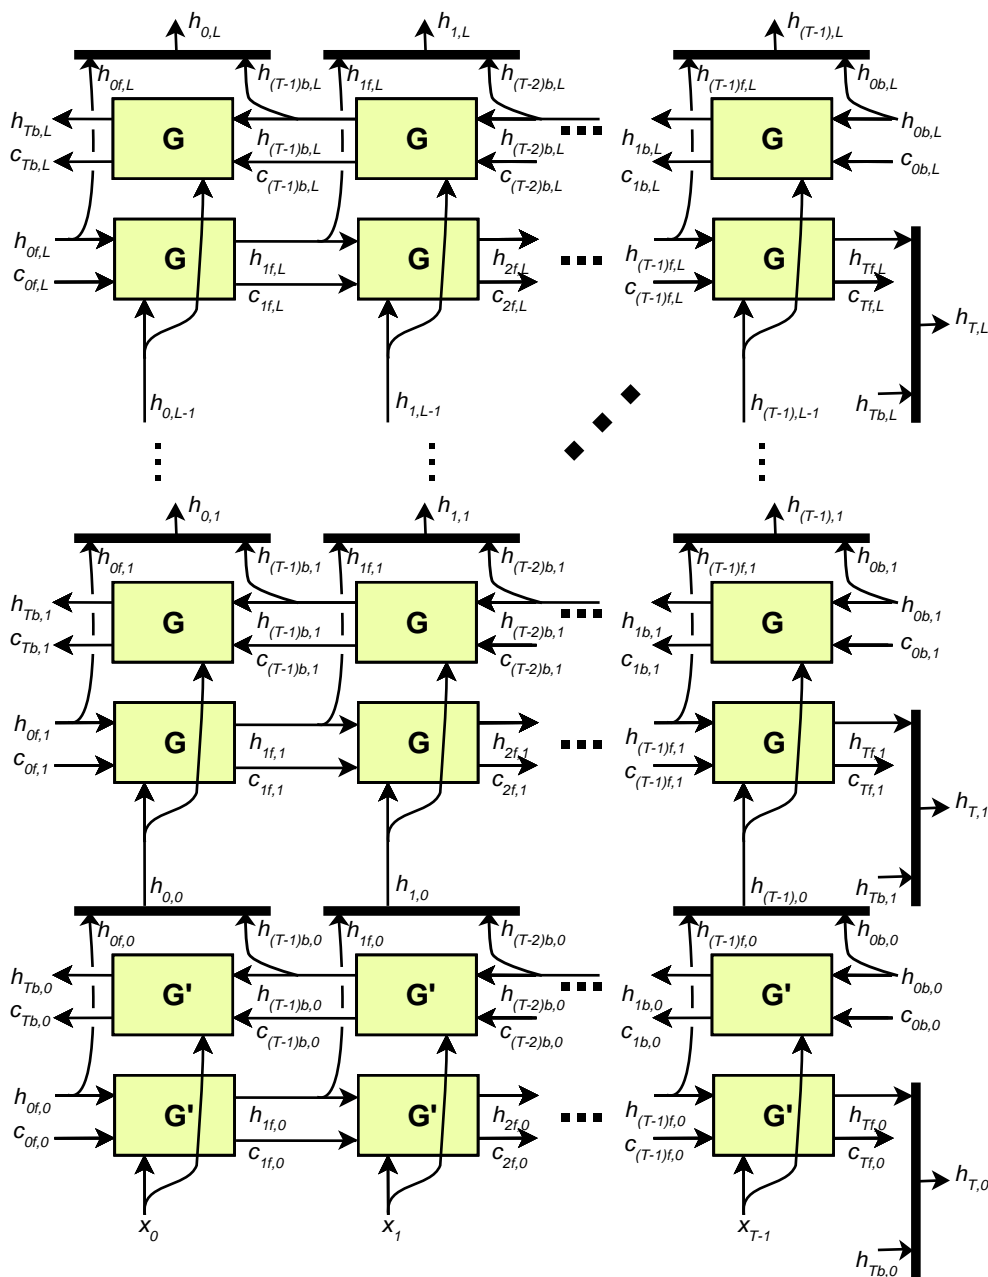 h0,L h1,L h(T-1),L
h0f,L h(T-1)b,L h1f,L h(T-2)b,L h(T-1)f,L h0b,L
hTb,L G h(T-1)b,L G h(T-2)b,L h1b,L G h0b,L
cTb,L c(T-1)b,L c(T-2)b,L c1b,L c0b,L
h0f,L G h1f,L G h2f,L h(T-1)f,L G hTf,L
c0f,L c1f,L c2f,L c(T-1)f,L cTf,L
hT,L
h0,L-1 h1,L-1 h(T-1),L-1 hTb,L
h0,1 h1,1 h(T-1),1
h0f,1 h(T-1)b,1 h1f,1 h(T-2)b,1 h(T-1)f,1 h0b,1
hTb,1 G h(T-1)b,1 G h(T-2)b,1 h1b,1 G h0b,1
cTb,1 c(T-1)b,1 c(T-2)b,1 c1b,1 c0b,1
h0f,1 G h1f,1 G h2f,1 h(T-1)f,1 G hTf,1
c0f,1 c1f,1 c2f,1 c(T-1)f,1 cTf,1
hT,1
h0,0 h1,0 h(T-1),0 hTb,1
h0f,0 h(T-1)b,0 h1f,0 h(T-2)b,0 h(T-1)f,0 h0b,0
hTb,0 G' h(T-1)b,0 G' h(T-2)b,0 h1b,0 G' h0b,0
cTb,0 c(T-1)b,0 c(T-2)b,0 c1b,0 c0b,0
h0f,0 G' h1f,0 G' h2f,0 h(T-1)f,0 G' hTf,0
c0f,0 c1f,0 c2f,0 c(T-1)f,0 cTf,0
hT,0
x0 x1 xT-1
hTb,0